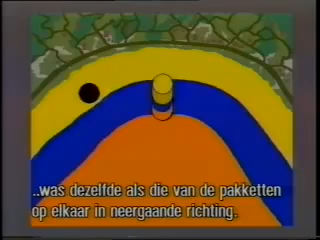 ..was dezelfde als die van de pakketten
op elkaar in neergaande richting.